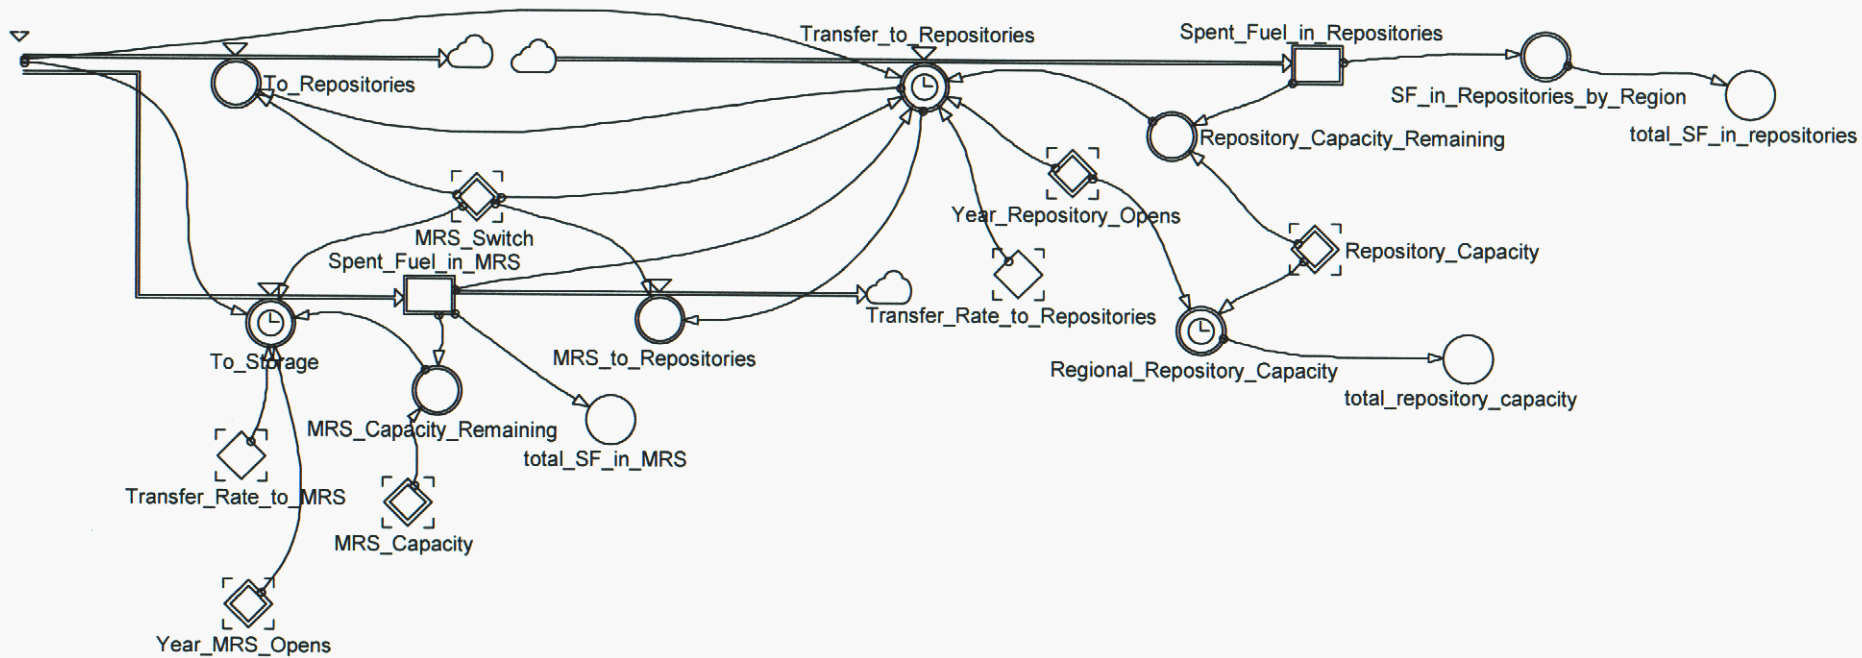 Transfer_to_Repositories
Spent_Fuel_in_Repositories
To_Repositories
SF_in_Repositories_by_Region
total_SF_in_repositories
Repository_Capacity_Remaining
Year_Repository_Opens
MRS_Switch
Repository_Capacity
Spent_Fuel_in_MRS
Transfer_Rate_to_Repositories
To_Storage
MRS_to_Repositories
Regional_Repository_Capacity
total_repository_capacity
MRS_Capacity_Remaining
total_SF_in_MRS
Transfer_Rate_to_MRS
MRS_Capacity
Year_MRS_Opens